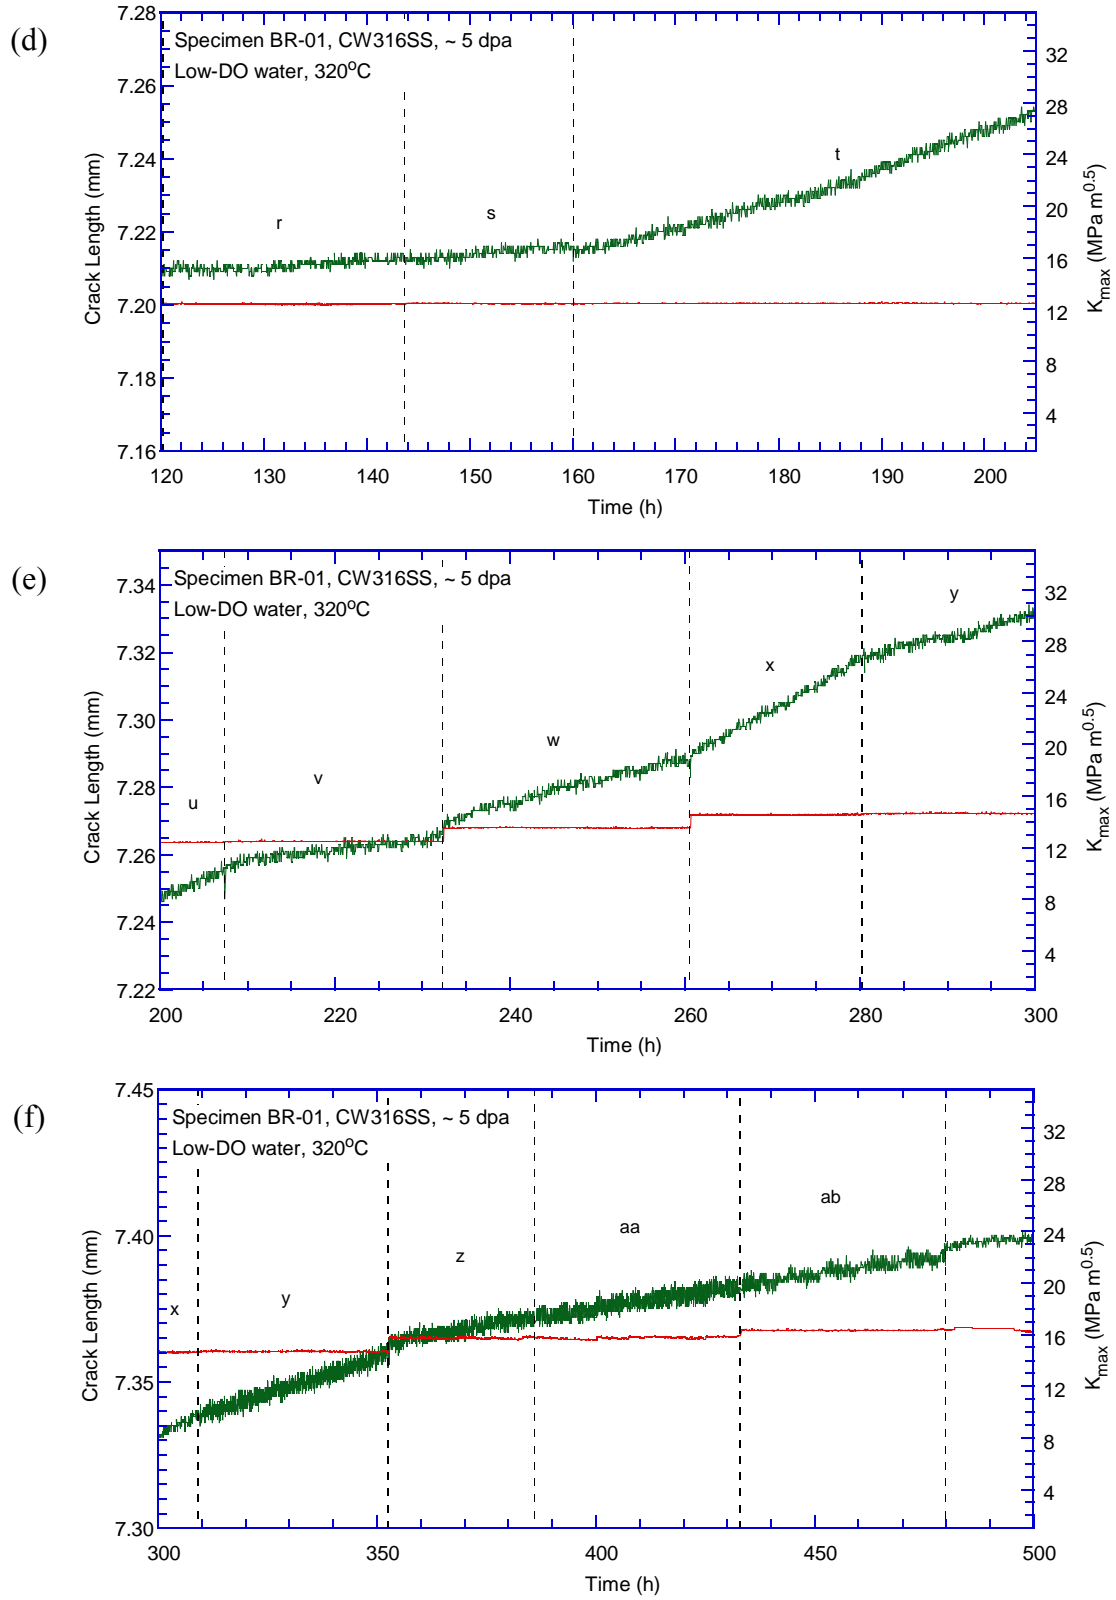 (d)
7.28
7.26
7.24
7.22
7.20
7.18
7.16
Crack Length (mm)
Specimen BR-01, CW316SS, ~ 5 dpa
Low-DO water, 320°C
r
s
t
32
28
24
20
16
12
8
4
Kmax (MPa m0.5)
120 130 140 150 160 170 180 190 200
Time (h)
(e)
7.34
7.32
7.30
7.28
7.26
7.24
7.22
Crack Length (mm)
Specimen BR-01, CW316SS, ~ 5 dpa
Low-DO water, 320°C
u
v
w
x
y
32
28
24
20
16
12
8
4
Kmax (MPa m0.5)
200 220 240 260 280 300
Time (h)
(f)
7.45
7.40
7.35
7.30
Crack Length (mm)
Specimen BR-01, CW316SS, ~ 5 dpa
Low-DO water, 320°C
x
y
z
aa
ab
32
28
24
20
16
12
8
4
Kmax (MPa m0.5)
300 350 400 450 500
Time (h)